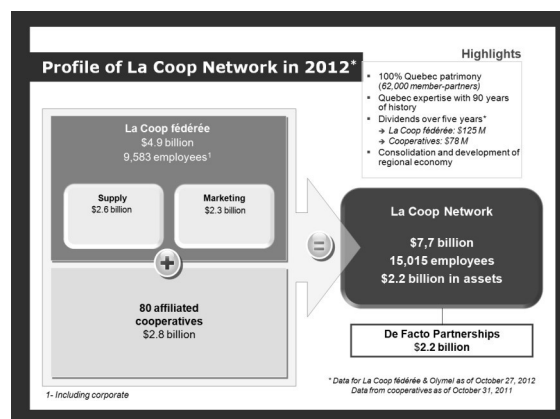 Profile of La Coop Network in 2012*
Highlights
▪ 100% Quebec patrimony
(62,000 member-partners)
▪ Quebec expertise with 90 years
of history
▪ Dividends over five years*
→ La Coop fédérée: $125 M
→ Cooperatives: $78 M
▪ Consolidation and development of
regional economy
La Coop fédérée
$4.9 billion
9,583 employees¹
Supply
$2.6 billion
Marketing
$2.3 billion
+
80 affiliated
cooperatives
$2.8 billion
=
La Coop Network
$7,7 billion
15,015 employees
$2.2 billion in assets
De Facto Partnerships
$2.2 billion
1- Including corporate
* Data for La Coop fédérée & Olymel as of October 27, 2012
Data from cooperatives as of October 31, 2011